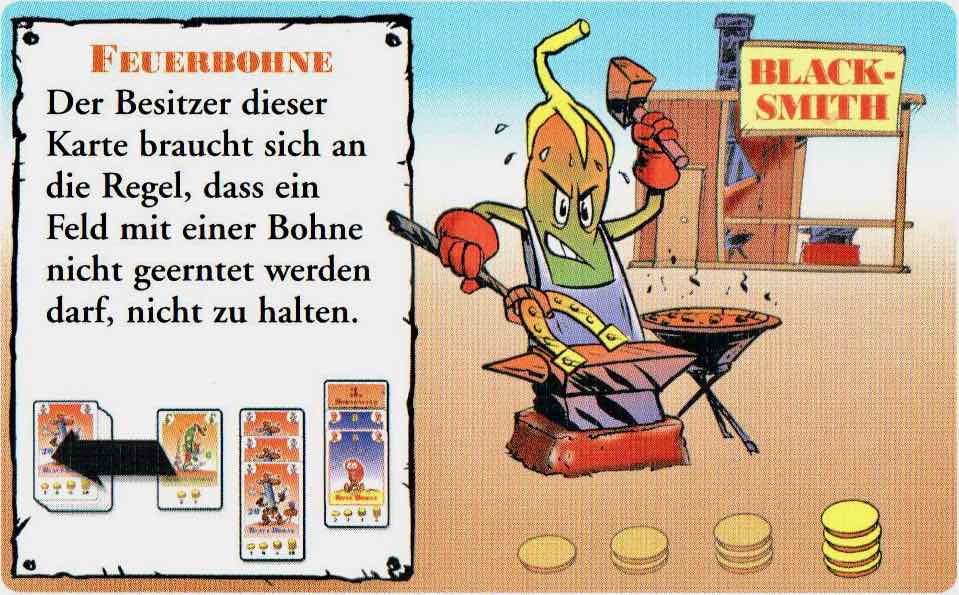 FEUERBOHNE
Der Besitzer dieser
Karte braucht sich an
die Regel, dass ein
Feld mit einer Bohne
nicht geerntet werden
darf, nicht zu halten.
BLACK-
SMITH